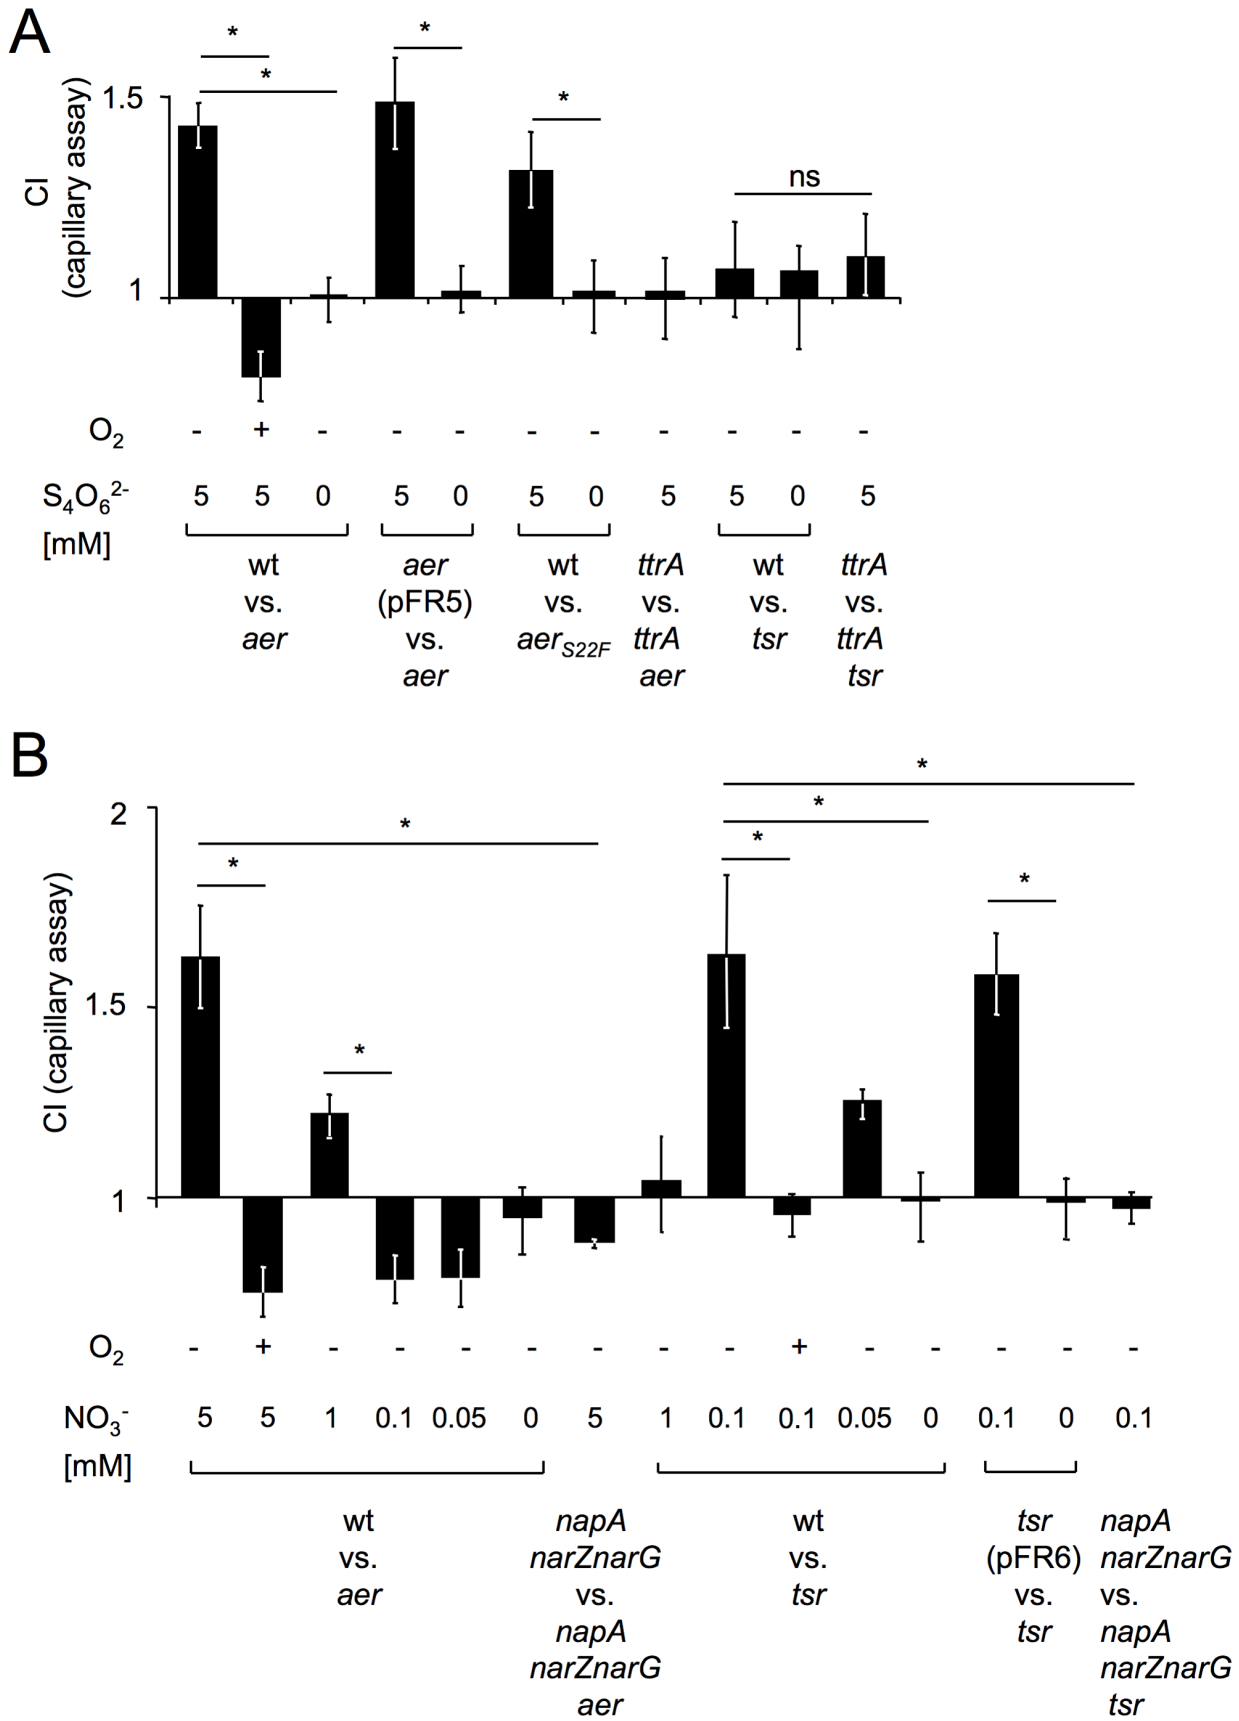 A
* *
*
*
ns
1.5
1
CI
(capillary assay)
O2 - + - - - - - - - - -
S4O6 2- 5 5 0 5 0 5 0 5 5 0 5
[mM]
wt vs. aer
aer (pFR5) vs. aer
wt vs. aerS22F
ttrA vs. ttrA aer
wt vs. tsr
ttrA vs. ttrA tsr
B
*
*
* *
* *
*
2
1.5
1
CI (capillary assay)
O2 - + - - - - - - - + - - - - -
NO3- 5 5 1 0.1 0.05 0 5 1 0.1 0.1 0.05 0 0.1 0 0.1
[mM]
wt vs. aer
napA narZnarG vs. napA narZnarG aer
wt vs. tsr
tsr (pFR6) vs. tsr
napA narZnarG vs. napA narZnarG tsr